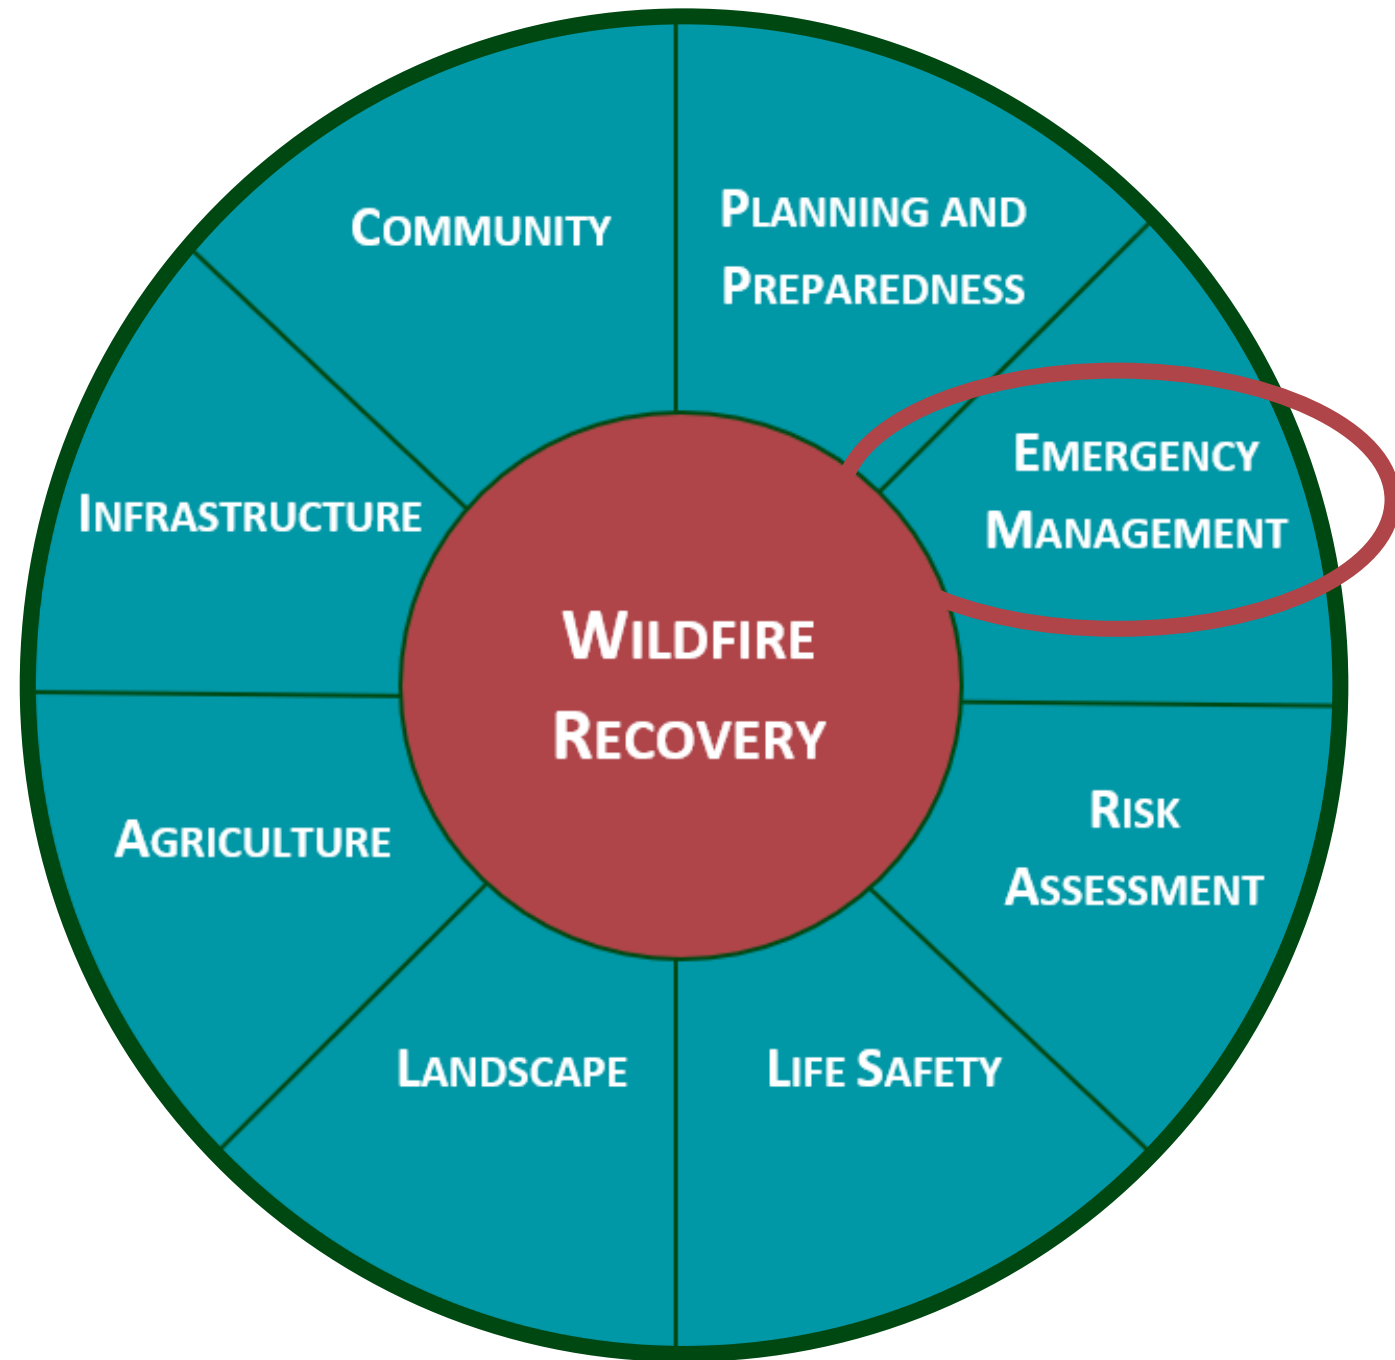 COMMUNITY
PLANNING AND
PREPAREDNESS
EMERGENCY
MANAGEMENT
INFRASTRUCTURE
WILDFIRE
RECOVERY
RISK
ASSESSMENT
AGRICULTURE
LANDSCAPE
LIFE SAFETY